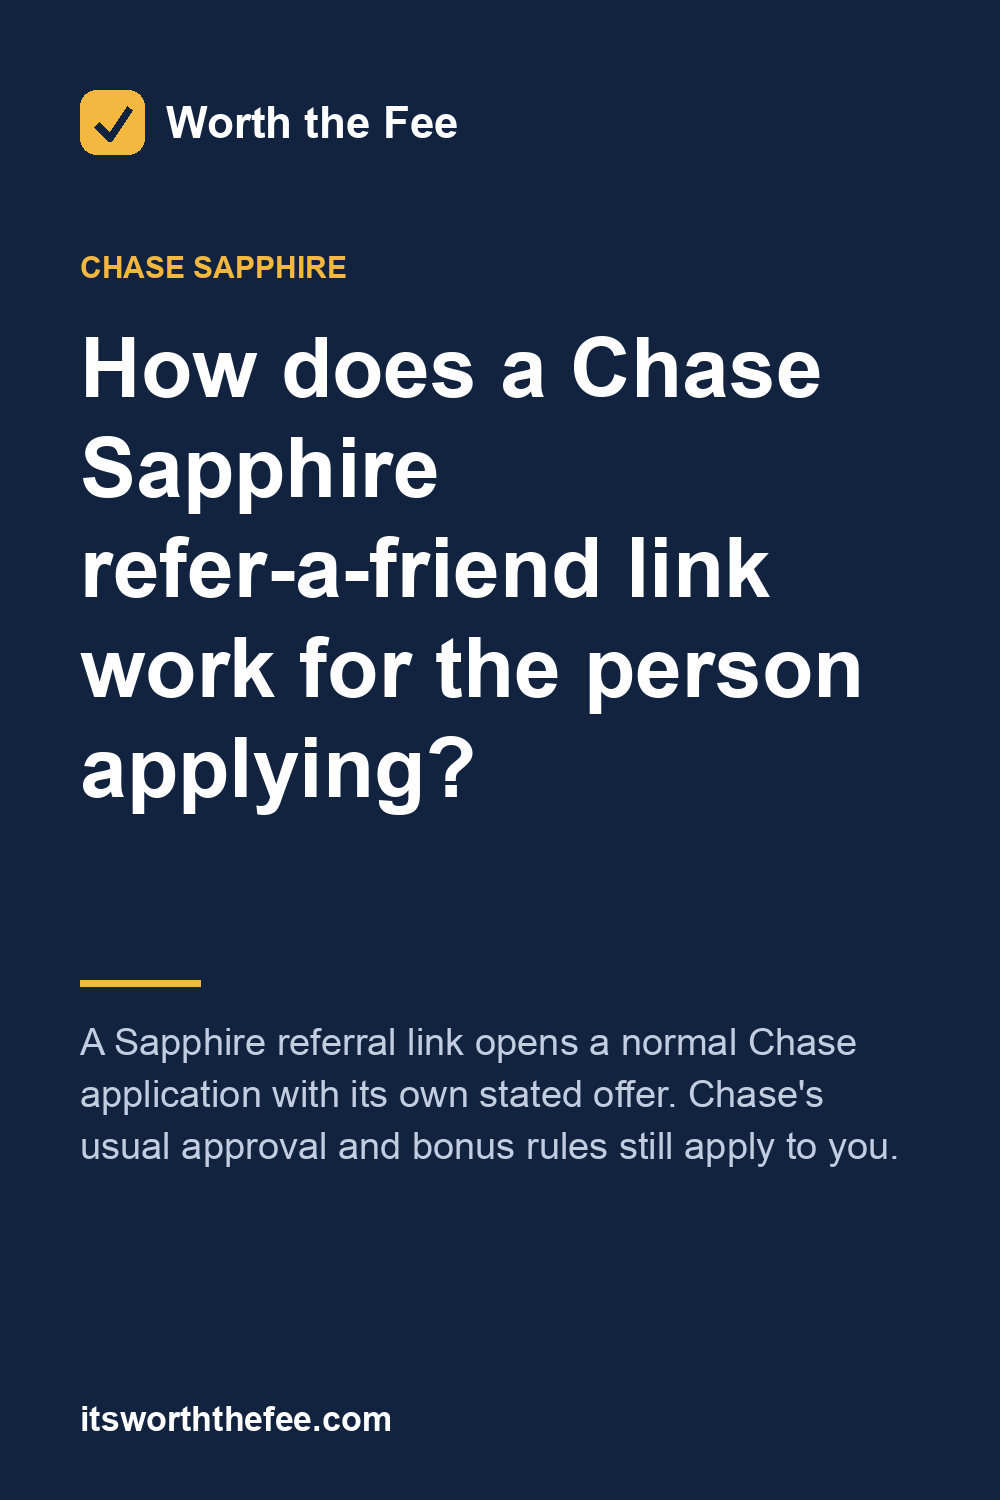 Worth the Fee
CHASE SAPPHIRE
How does a Chase
Sapphire
refer-a-friend link
work for the person
applying?
A Sapphire referral link opens a normal Chase
application with its own stated offer. Chase's
usual approval and bonus rules still apply to you.
itsworththefee.com